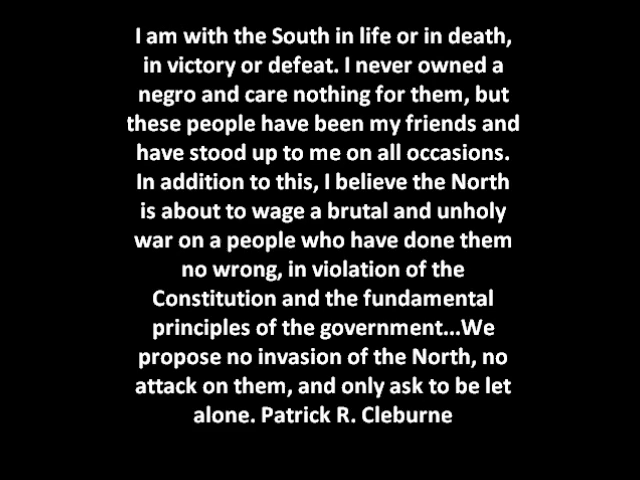 I am with the South in life or in death,
in victory or defeat. I never owned a
negro and care nothing for them, but
these people have been my friends and
have stood up to me on all occasions.
In addition to this, I believe the North
is about to wage a brutal and unholy
war on a people who have done them
no wrong, in violation of the
Constitution and the fundamental
principles of the government...We
propose no invasion of the North, no
attack on them, and only ask to be let
alone. Patrick R. Cleburne